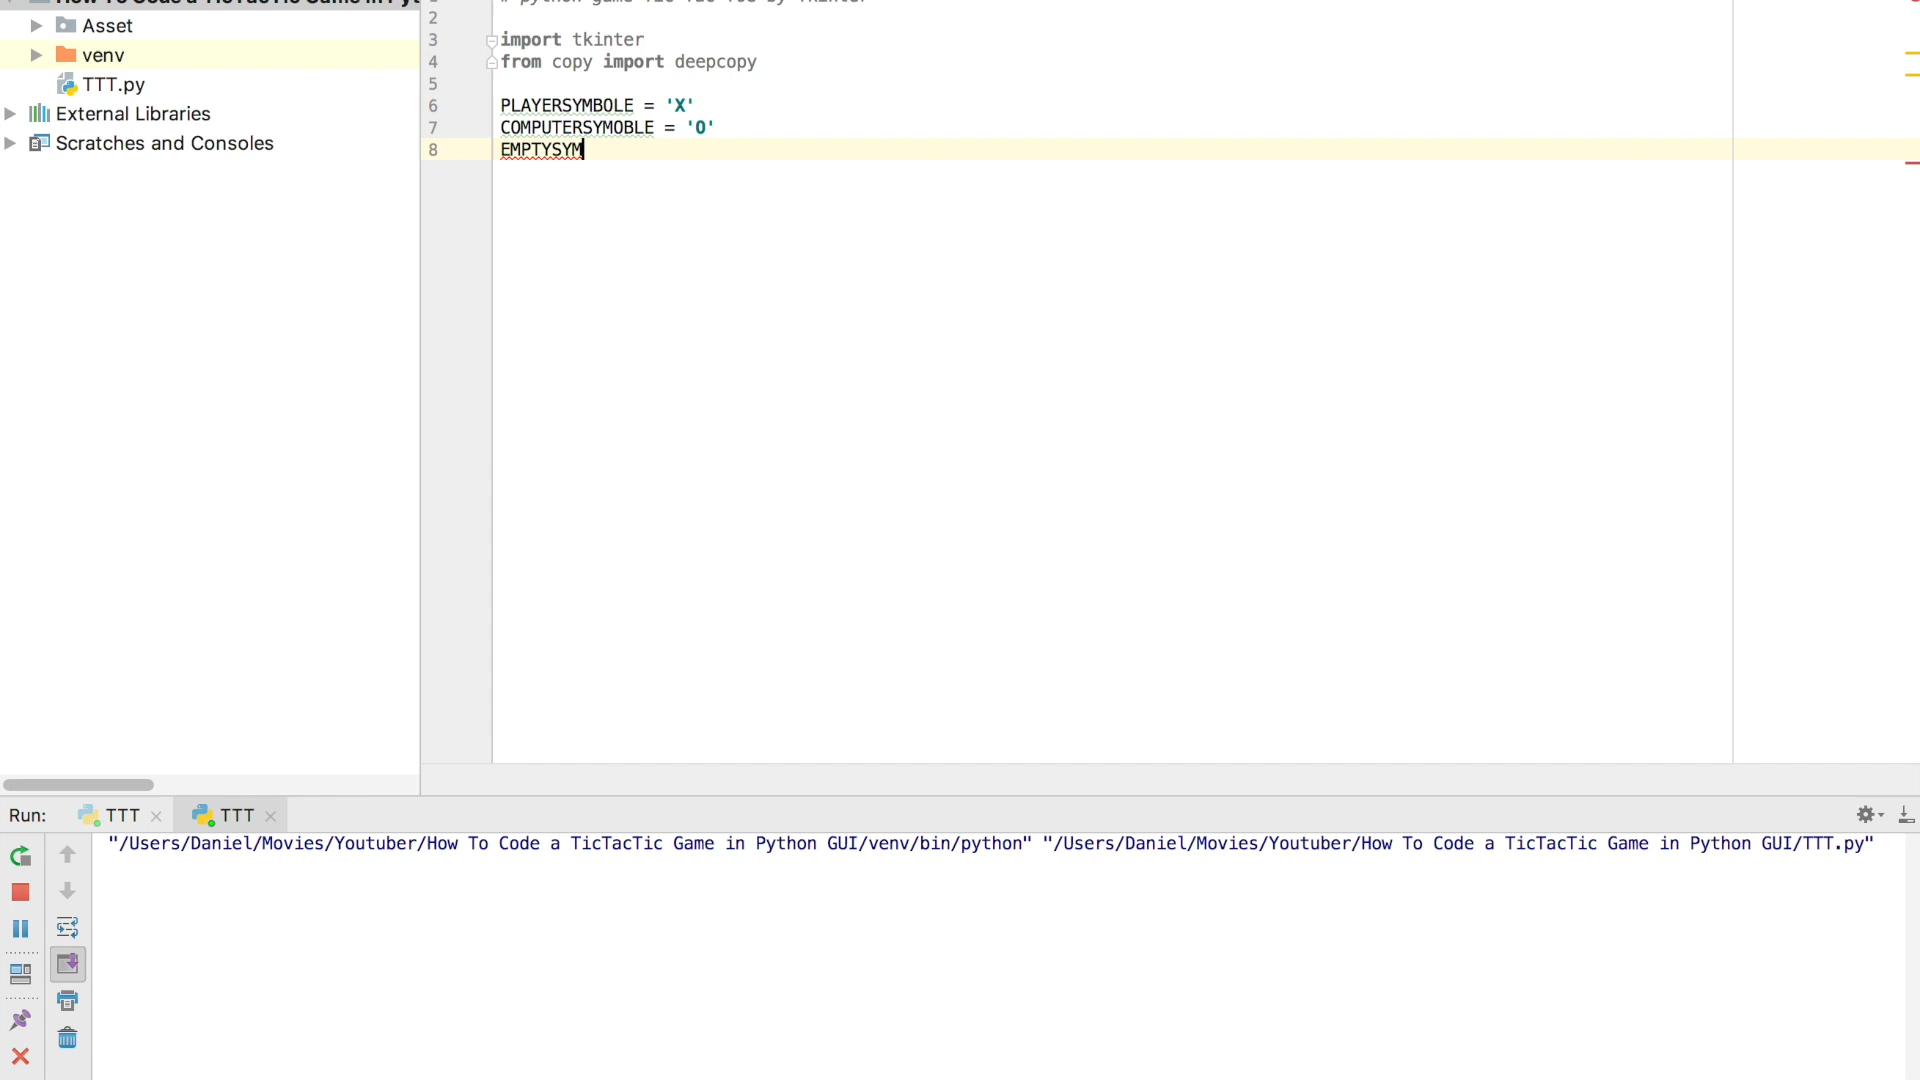 Asset
venv
TTT.py
External Libraries
Scratches and Consoles
2
3 import tkinter
4 from copy import deepcopy
5
6 PLAYERSYMBOLE = 'X'
7 COMPUTERSYMOBLE = 'O'
8 EMPTYSYM
Run: TTT TTT
"/Users/Daniel/Movies/Youtuber/How To Code a TicTacTic Game in Python GUI/venv/bin/python" "/Users/Daniel/Movies/Youtuber/How To Code a TicTacTic Game in Python GUI/TTT.py"